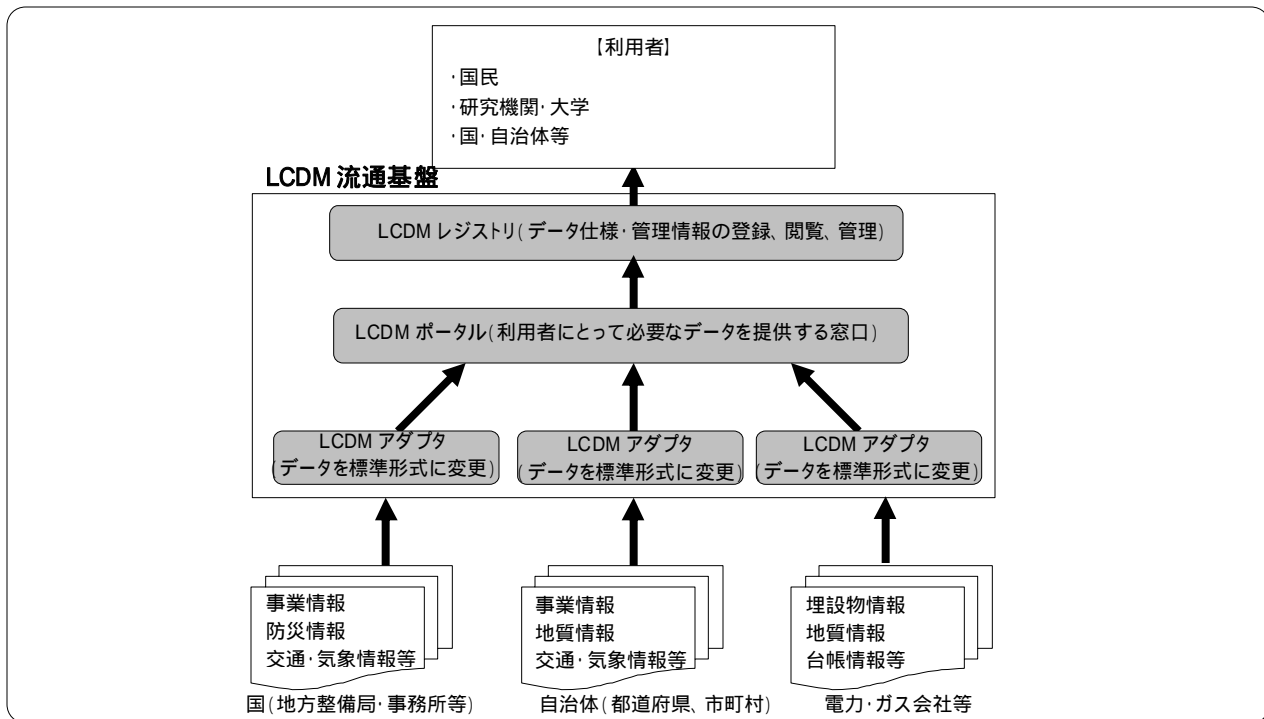 【利用者】
・国民
・研究機関・大学
・国・自治体等
LCDM 流通基盤
LCDM レジストリ(データ仕様・管理情報の登録、閲覧、管理)
LCDM ポータル(利用者にとって必要なデータを提供する窓口)
LCDM アダプタ
(データを標準形式に変更)
LCDM アダプタ
(データを標準形式に変更)
LCDM アダプタ
(データを標準形式に変更)
事業情報
防災情報
交通・気象情報等
国(地方整備局・事務所等)
事業情報
地質情報
交通・気象情報等
自治体(都道府県、市町村)
埋設物情報
地質情報
台帳情報等
電力・ガス会社等